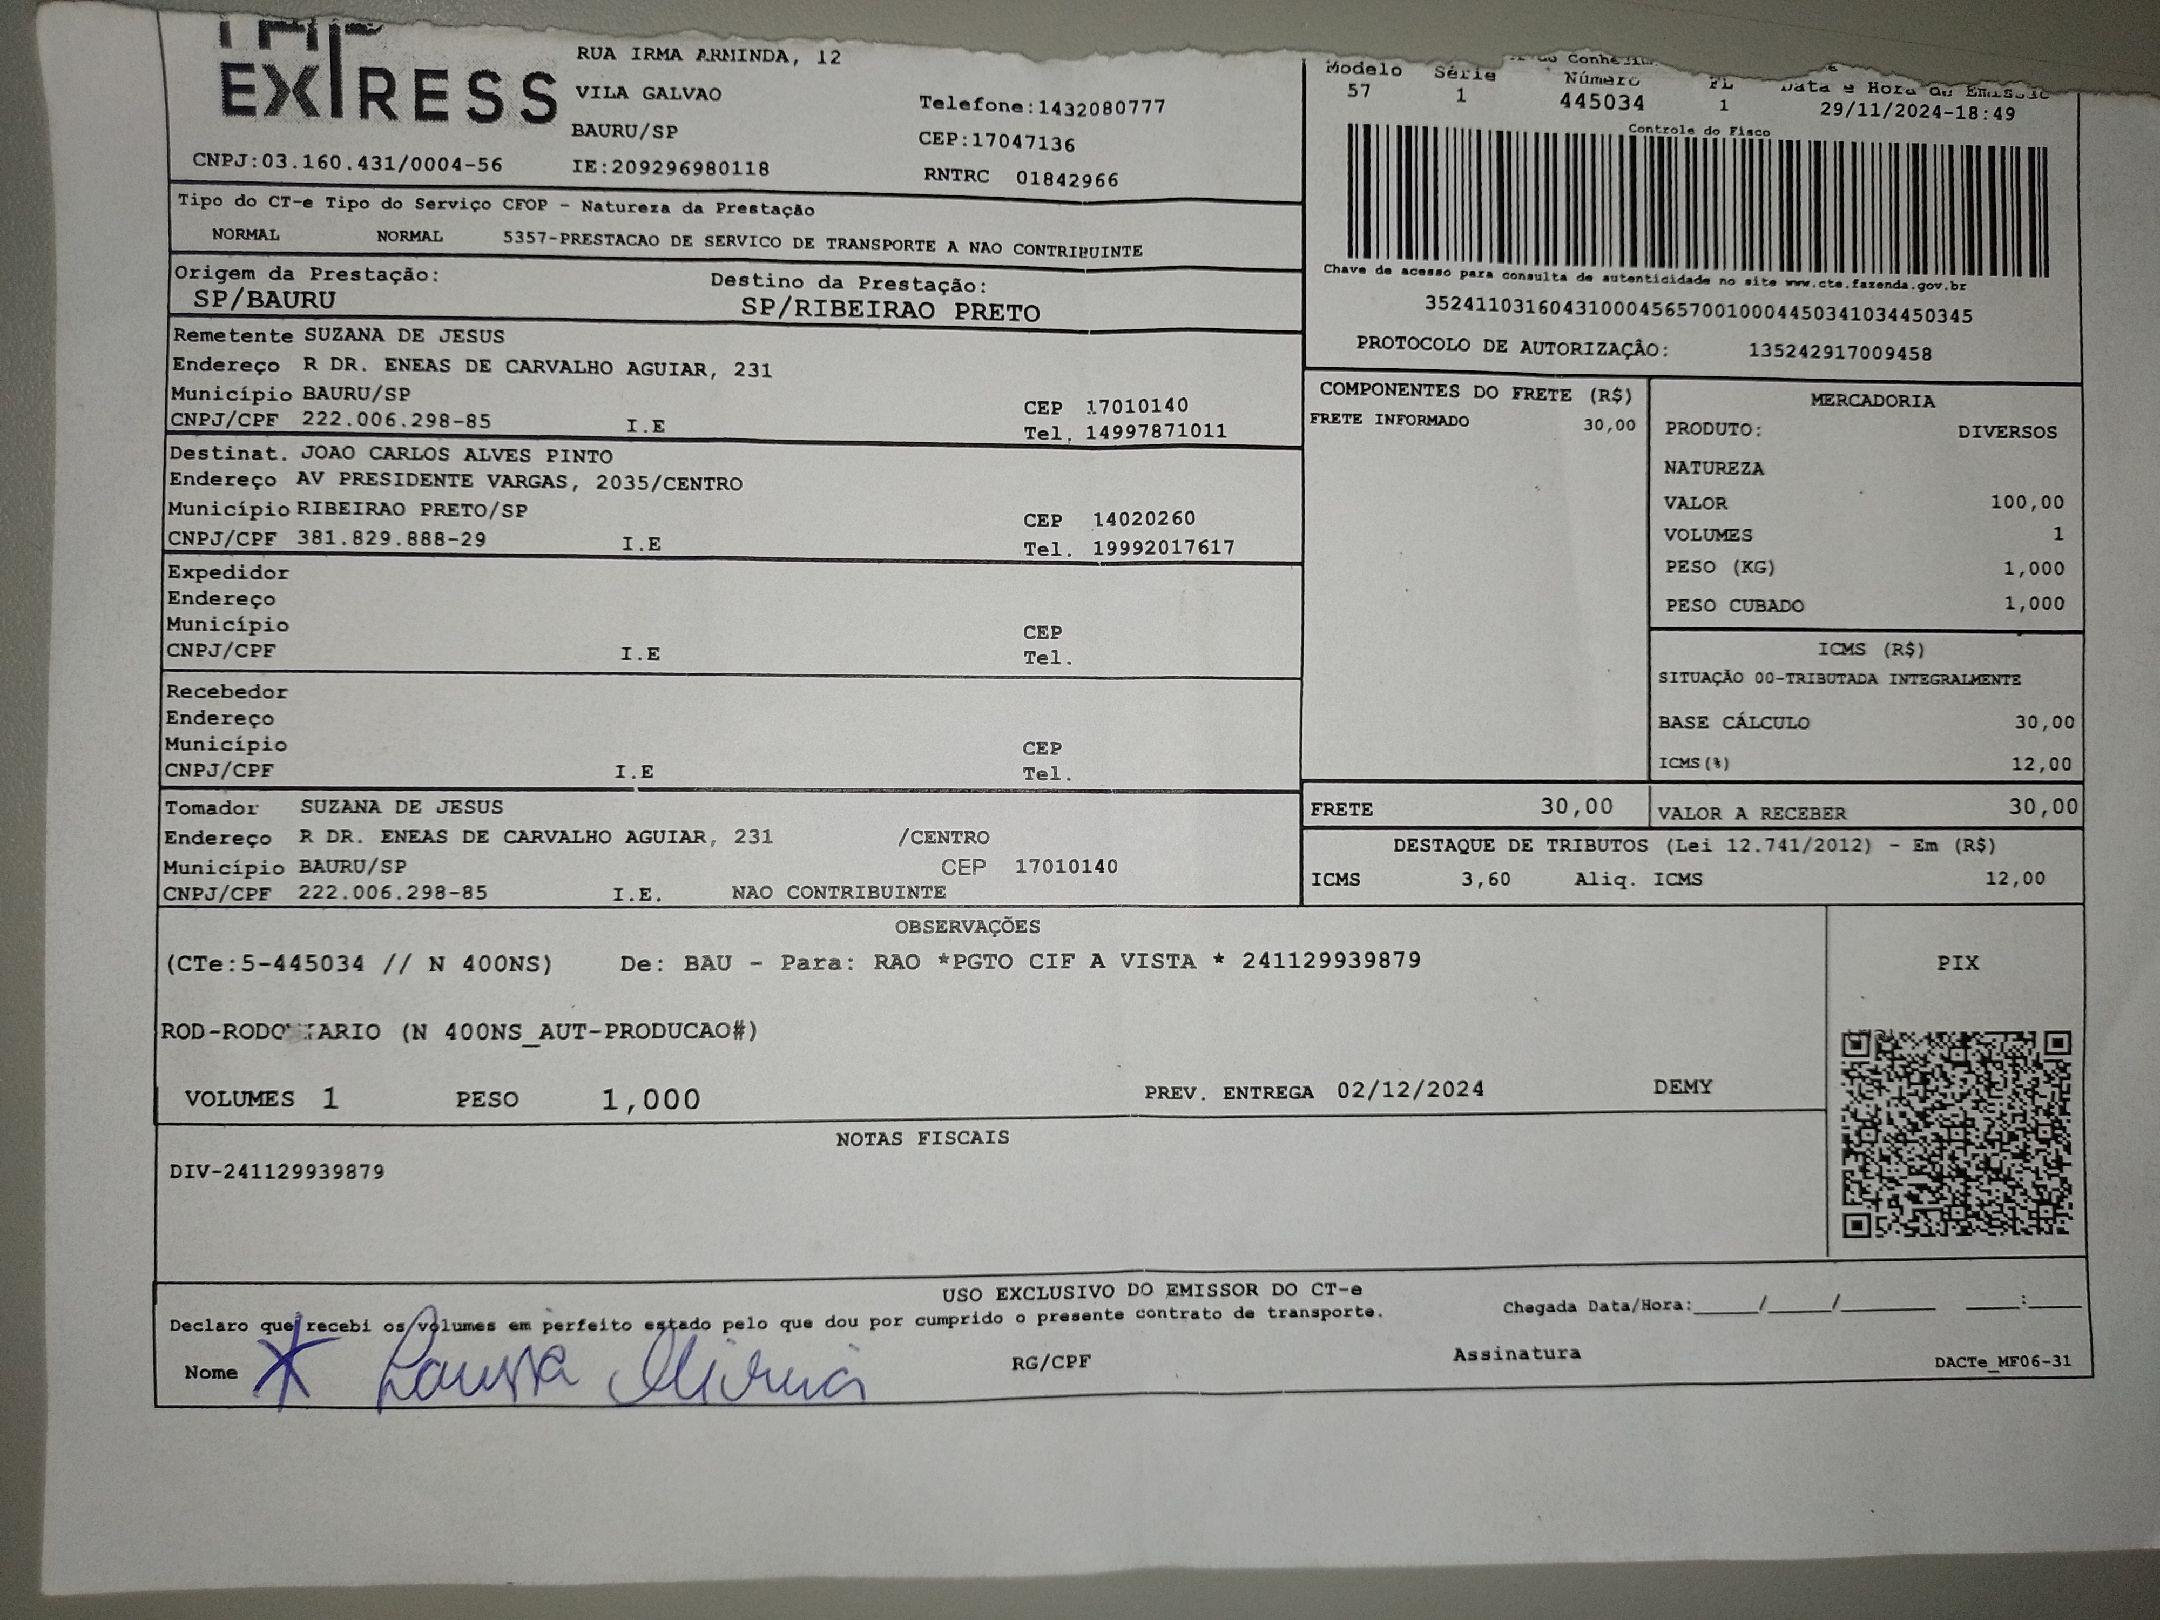 EXPRESS
RUA IRMA ARMINDA, 12
VILA GALVAO
BAURU/SP
Telefone:1432080777
CEP:17047136
CNPJ:03.160.431/0004-56
IE:209296980118
RNTRC 01842966
Modelo Série Número FL Data e Hora da Emissão
57 1 445034 1 29/11/2024-18:49
Controle do Fisco
Chave de acesso para consulta de autenticidade no site www.cte.fazenda.gov.br
35241103160431000456570010004450341034450345
PROTOCOLO DE AUTORIZAÇÃO: 135242917009458
Tipo do CT-e Tipo do Serviço CFOP - Natureza da Prestação
NORMAL NORMAL 5357-PRESTACAO DE SERVICO DE TRANSPORTE A NAO CONTRIBUINTE
Origem da Prestação: Destino da Prestação:
SP/BAURU SP/RIBEIRAO PRETO
Remetente SUZANA DE JESUS
Endereço R DR. ENEAS DE CARVALHO AGUIAR, 231
Município BAURU/SP CEP 17010140
CNPJ/CPF 222.006.298-85 I.E Tel. 14997871011
Destinat. JOAO CARLOS ALVES PINTO
Endereço AV PRESIDENTE VARGAS, 2035/CENTRO
Município RIBEIRAO PRETO/SP CEP 14020260
CNPJ/CPF 381.829.888-29 I.E Tel. 19992017617
Expedidor
Endereço
Município CEP
CNPJ/CPF I.E Tel.
Recebedor
Endereço
Município CEP
CNPJ/CPF I.E Tel.
Tomador SUZANA DE JESUS
Endereço R DR. ENEAS DE CARVALHO AGUIAR, 231 /CENTRO
Município BAURU/SP CEP 17010140
CNPJ/CPF 222.006.298-85 I.E. NAO CONTRIBUINTE
COMPONENTES DO FRETE (R$)
FRETE INFORMADO 30,00
MERCADORIA
PRODUTO: DIVERSOS
NATUREZA
VALOR 100,00
VOLUMES 1
PESO (KG) 1,000
PESO CUBADO 1,000
ICMS (R$)
SITUAÇÃO 00-TRIBUTADA INTEGRALMENTE
BASE CÁLCULO 30,00
ICMS(%) 12,00
FRETE 30,00 VALOR A RECEBER 30,00
DESTAQUE DE TRIBUTOS (Lei 12.741/2012) - Em (R$)
ICMS 3,60 Aliq. ICMS 12,00
OBSERVAÇÕES
(CTe:5-445034 // N 400NS) De: BAU - Para: RAO *PGTO CIF A VISTA * 241129939879
PIX
(N 400NS_AUT-PRODUCAO#)
VOLUMES 1 PESO 1,000 PREV. ENTREGA 02/12/2024 DEMY
NOTAS FISCAIS
DIV-241129939879
USO EXCLUSIVO DO EMISSOR DO CT-e
Declaro que recebi os volumes em perfeito estado pelo que dou por cumprido o presente contrato de transporte.
Chegada Data/Hora:_____/_____/________ ____:____
Nome RG/CPF Assinatura DACTe_MF06-31